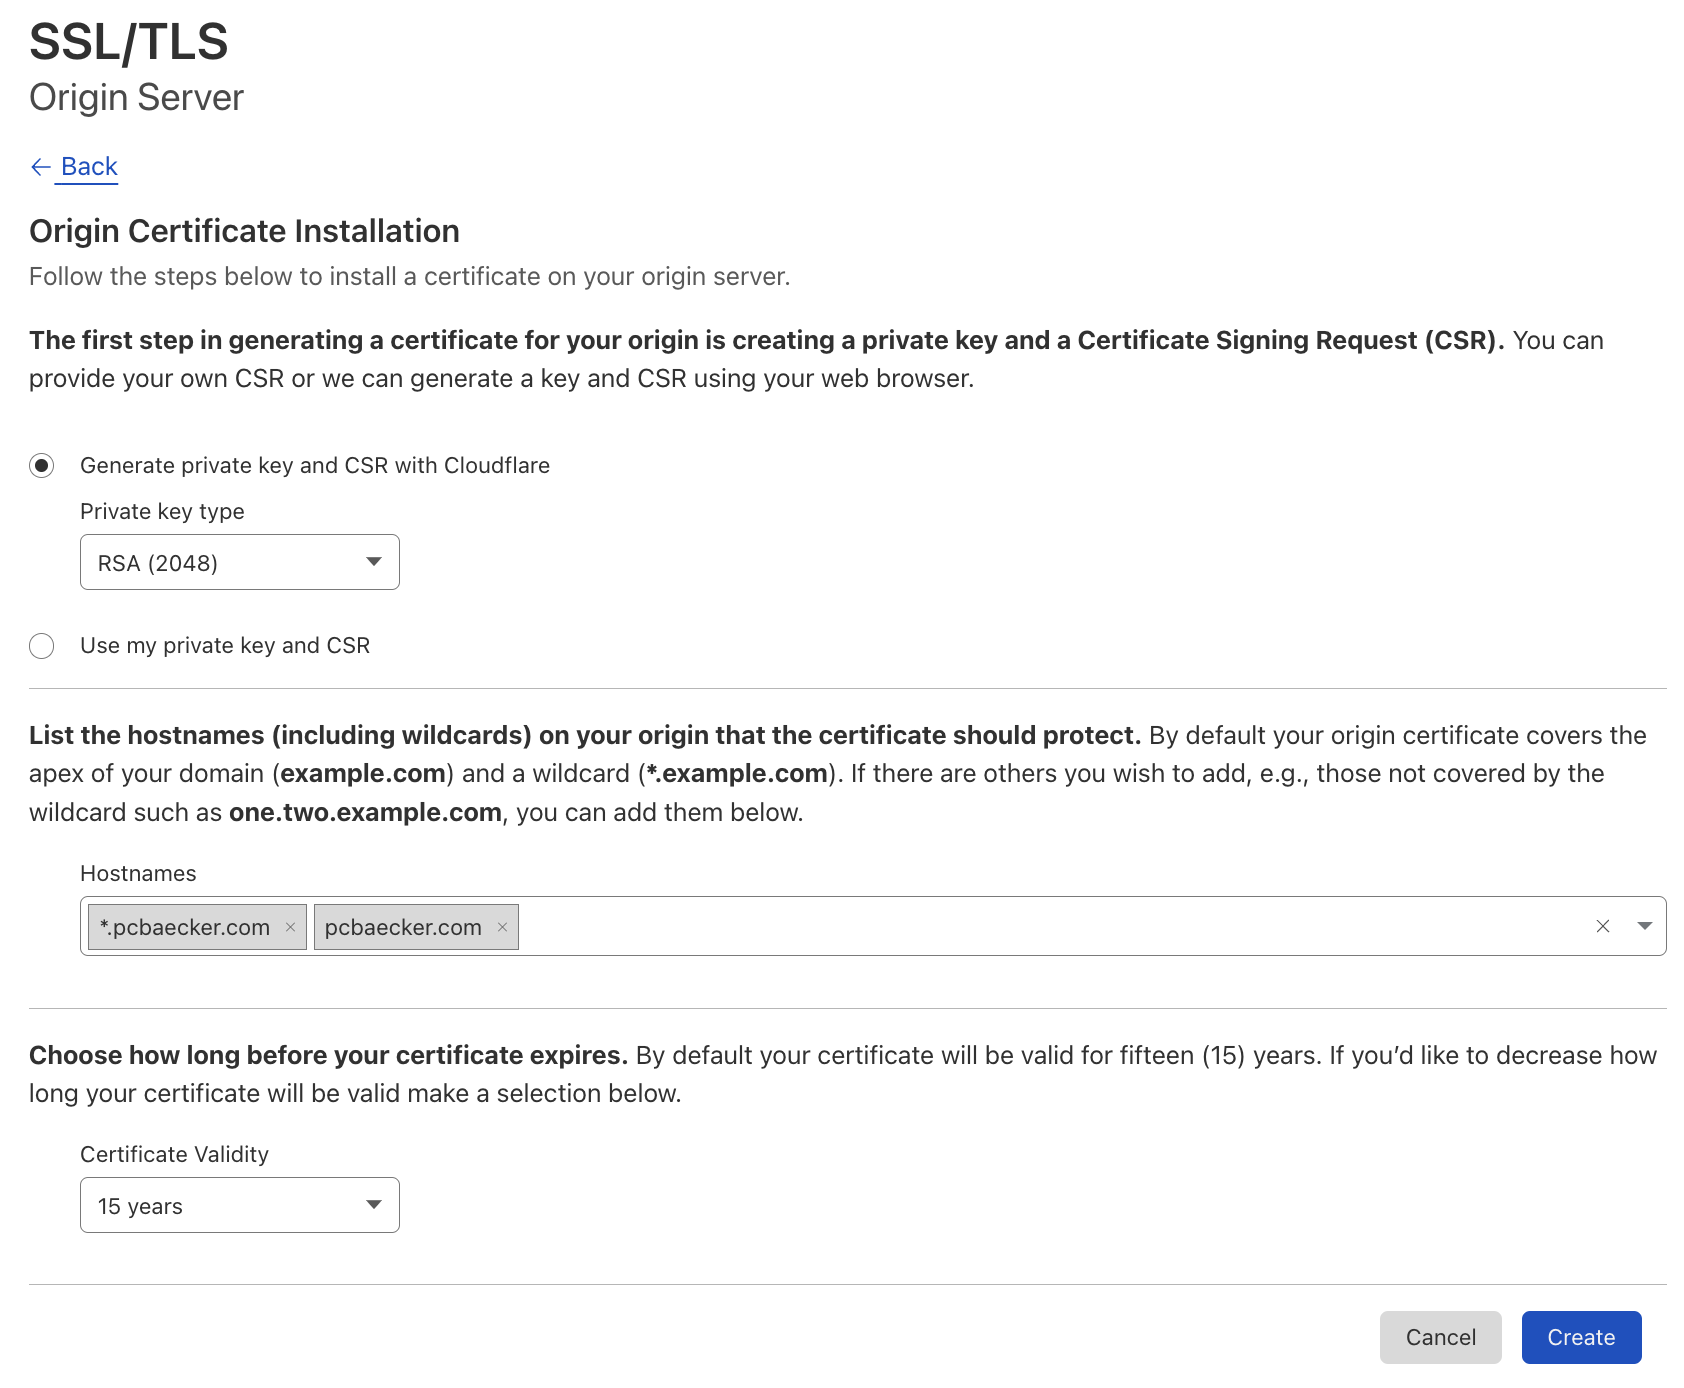 SSL/TLS
Origin Server
← Back
Origin Certificate Installation
Follow the steps below to install a certificate on your origin server.
The first step in generating a certificate for your origin is creating a private key and a Certificate Signing Request (CSR). You can
provide your own CSR or we can generate a key and CSR using your web browser.
Generate private key and CSR with Cloudflare
Private key type
RSA (2048)
Use my private key and CSR
List the hostnames (including wildcards) on your origin that the certificate should protect. By default your origin certificate covers the
apex of your domain (example.com) and a wildcard (*.example.com). If there are others you wish to add, e.g., those not covered by the
wildcard such as one.two.example.com, you can add them below.
Hostnames
*.pcbaecker.com × pcbaecker.com ×
Choose how long before your certificate expires. By default your certificate will be valid for fifteen (15) years. If you’d like to decrease how
long your certificate will be valid make a selection below.
Certificate Validity
15 years
Cancel Create